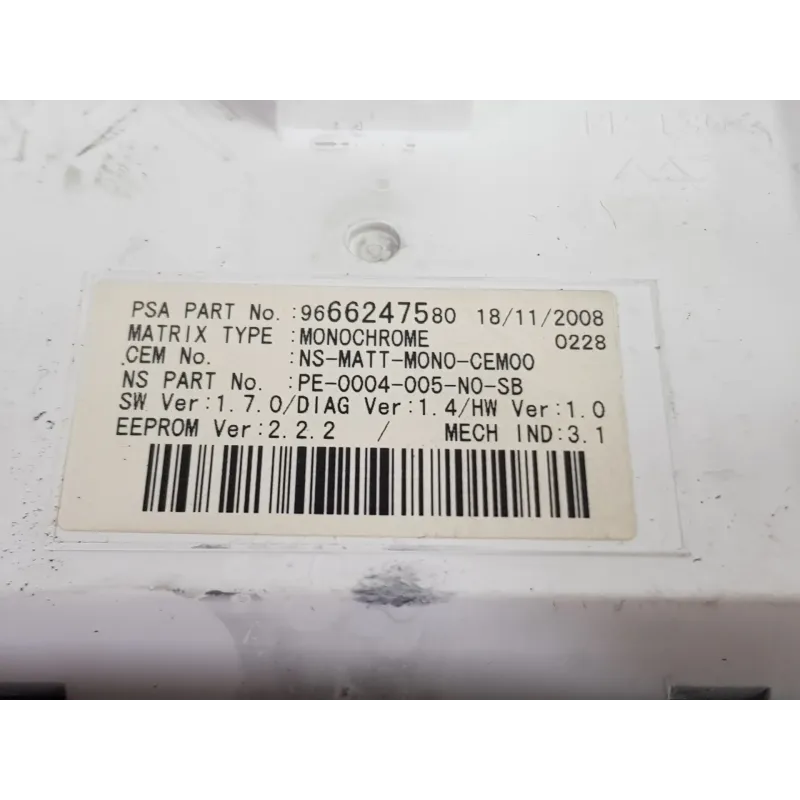 PSA PART No. :9666247580 18/11/2008
MATRIX TYPE :MONOCHROME 0228
CEM No. :NS-MATT-MONO-CEM00
NS PART No. :PE-0004-005-N0-SB
SW Ver:1.7.0/DIAG Ver:1.4/HW Ver:1.0
EEPROM Ver:2.2.2 / MECH IND:3.1